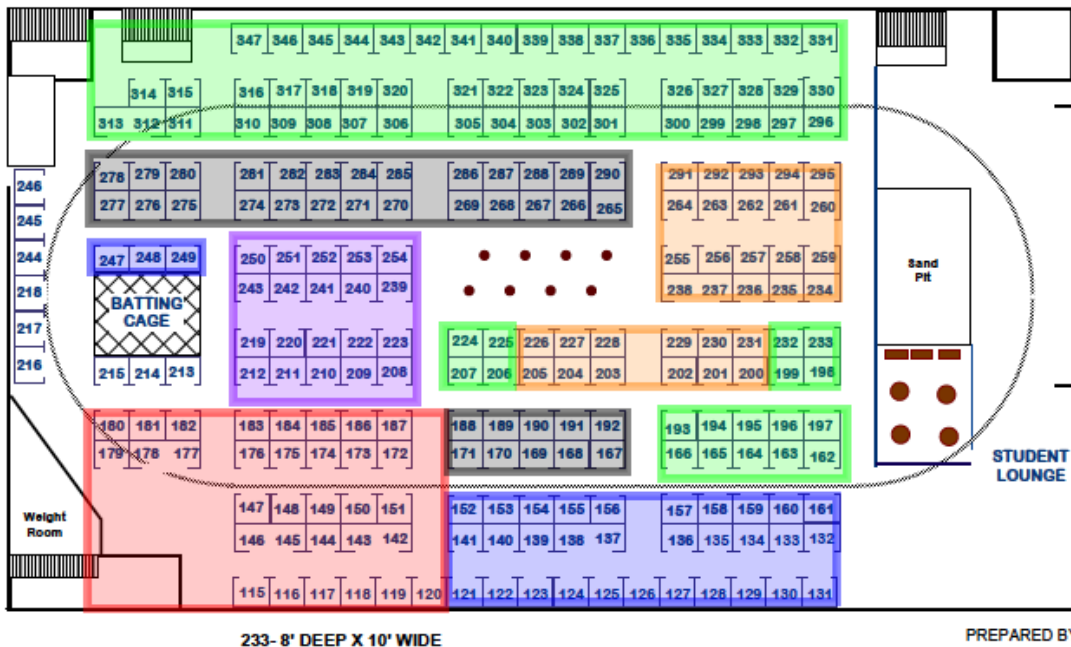 347 346 345 344 343 342 341 340 339 338 337 336 335 334 333 332 331
314 315 316 317 318 319 320 321 322 323 324 325 326 327 328 329 330
313 312 311 310 309 308 307 306 305 304 303 302 301 300 299 298 297 296
278 279 280 281 282 283 284 285 286 287 288 289 290 291 292 293 294 295
246
277 276 275 274 273 272 271 270 269 268 267 266 265 264 263 262 261 260
245
244 247 248 249 250 251 252 253 254 255 256 257 258 259
Sand
Pit
218 243 242 241 240 239 238 237 236 235 234
BATTING
CAGE
217 219 220 221 222 223 224 225 226 227 228 229 230 231 232 233
216 215 214 213 212 211 210 209 208 207 206 205 204 203 202 201 200 199 198
180 181 182 183 184 185 186 187 188 189 190 191 192 193 194 195 196 197
179 178 177 176 175 174 173 172 171 170 169 168 167 166 165 164 163 162
STUDENT
LOUNGE
147 148 149 150 151 152 153 154 155 156 157 158 159 160 161
Weight
Room
146 145 144 143 142 141 140 139 138 137 136 135 134 133 132
115 116 117 118 119 120 121 122 123 124 125 126 127 128 129 130 131
233- 8' DEEP X 10' WIDE
PREPARED BY